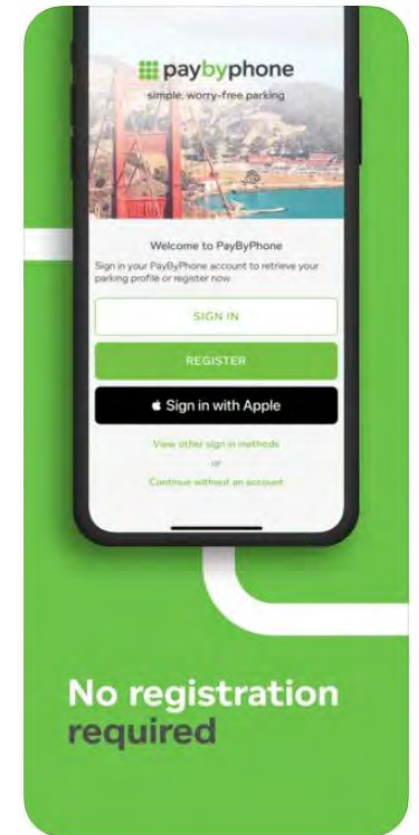 paybyphone
simple, worry-free parking
Welcome to PayByPhone
Sign in your PayByPhone account to retrieve your
parking profile or register now
SIGN IN
REGISTER
Sign in with Apple
View other sign in methods
or
Continue without an account
No registration
required